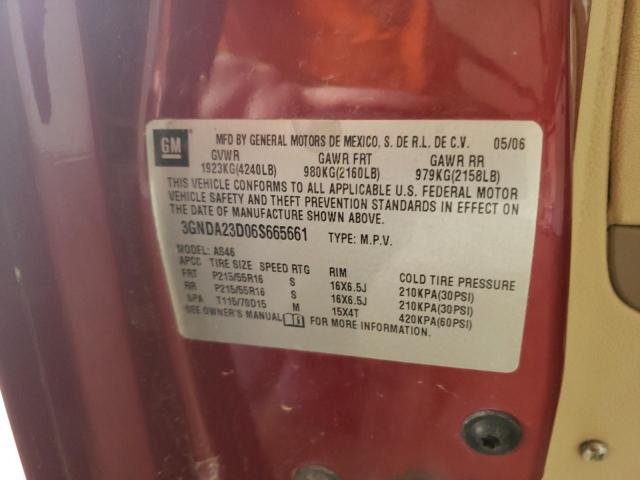 GM
MFD BY GENERAL MOTORS DE MEXICO, S. DE R.L. DE C.V. 05/06
GVWR GAWR FRT GAWR RR
1923KG(4240LB) 980KG(2160LB) 979KG(2158LB)
THIS VEHICLE CONFORMS TO ALL APPLICABLE U.S. FEDERAL MOTOR
VEHICLE SAFETY AND THEFT PREVENTION STANDARDS IN EFFECT ON
THE DATE OF MANUFACTURE SHOWN ABOVE.
3GNDA23D06S665661 TYPE: M.P.V.
MODEL: AS46
APCC TIRE SIZE SPEED RTG RIM COLD TIRE PRESSURE
FRT P215/55R16 S 16X6.5J 210KPA(30PSI)
RR P215/55R16 S 16X6.5J 210KPA(30PSI)
SPA T115/70D15 M 15X4T 420KPA(60PSI)
SEE OWNER'S MANUAL FOR MORE INFORMATION.